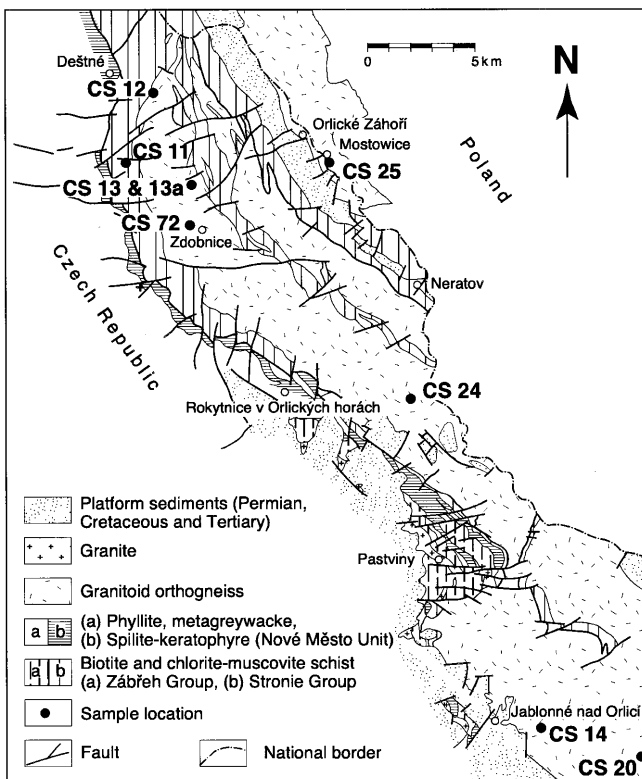 Deštné
0 5 km
N
CS 12
Orlické Záhoří
Mostowice
CS 11
CS 25
CS 13 & 13a
Poland
CS 72
Zdobnice
Czech Republic
Neratov
CS 24
Rokytnice v Orlických horách
Platform sediments (Permian,
Cretaceous and Tertiary)
Granite
Pastviny
Granitoid orthogneiss
a b (a) Phyllite, metagreywacke,
(b) Spilite-keratophyre (Nové Město Unit)
a b Biotite and chlorite-muscovite schist
(a) Zábřeh Group, (b) Stronie Group
Sample location
Jablonné nad Orlicí
CS 14
Fault
National border
CS 20